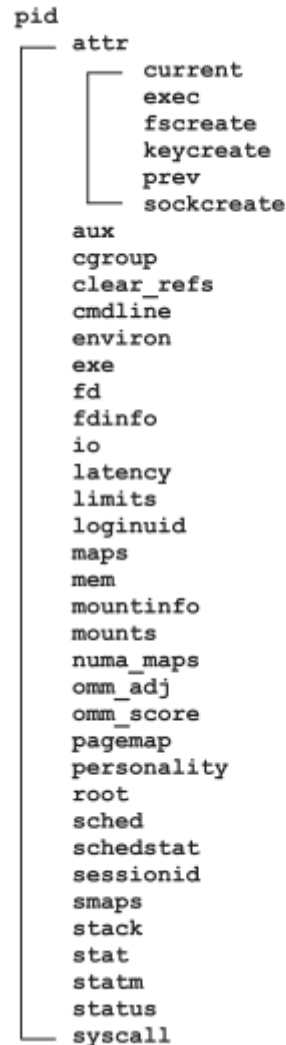 pid
attr
current
exec
fscreate
keycreate
prev
sockcreate
aux
cgroup
clear_refs
cmdline
environ
exe
fd
fdinfo
io
latency
limits
loginuid
maps
mem
mountinfo
mounts
numa_maps
omm_adj
omm_score
pagemap
personality
root
sched
schedstat
sessionid
smaps
stack
stat
statm
status
syscall